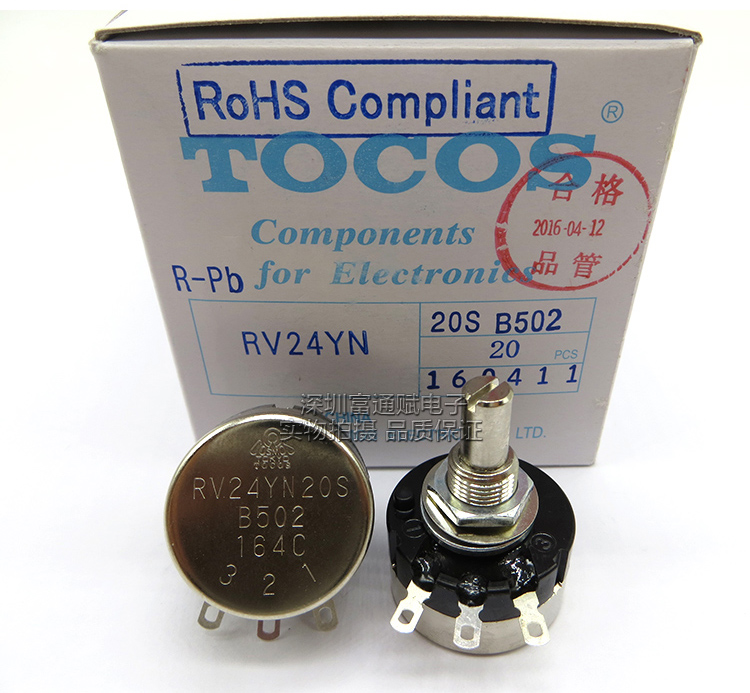 RoHS Compliant
TOCOS®
合格
2016-04-12
品管
Components
for Electronics
R-Pb
RV24YN
20S B502
20 PCS
160411
深圳富通赋电子
实物拍摄 品质保证
LTD.
TOCOS
RV24YN20S
B502
164C
3 2 1